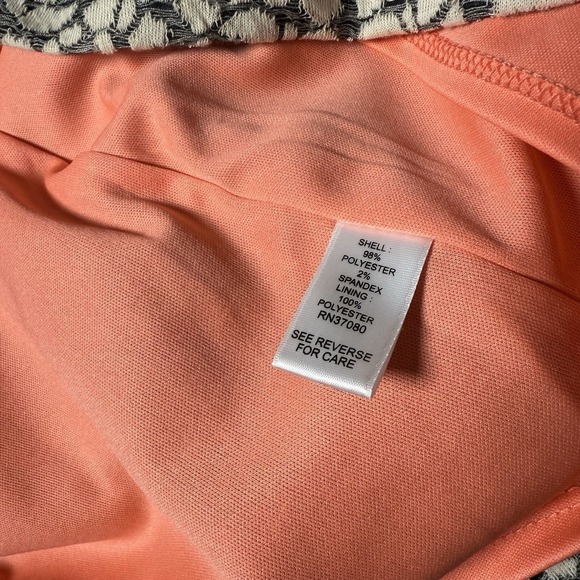 SHELL :
98%
POLYESTER
2%
SPANDEX
LINING :
100%
POLYESTER
RN37080
SEE REVERSE
FOR CARE